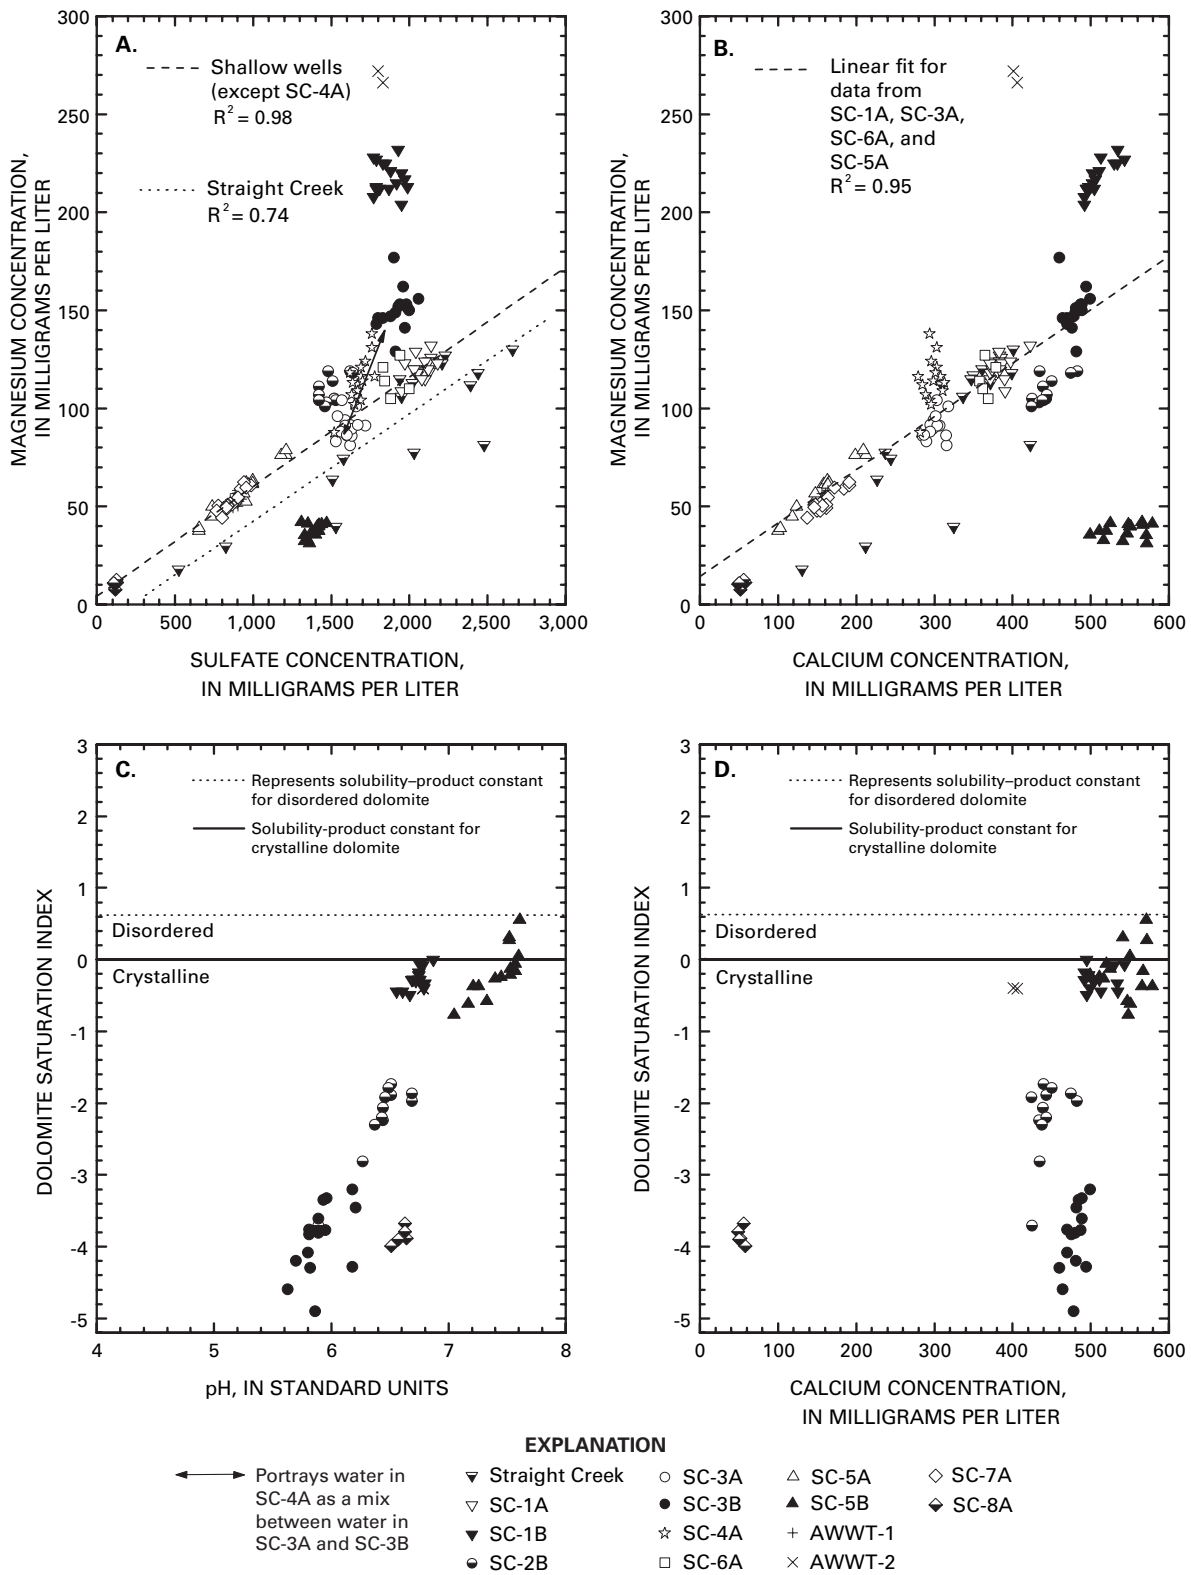 A.
Shallow wells
(except SC-4A)
R2 = 0.98
Straight Creek
R2 = 0.74
MAGNESIUM CONCENTRATION,
IN MILLIGRAMS PER LITER
300
250
200
150
100
50
0
0 500 1,000 1,500 2,000 2,500 3,000
SULFATE CONCENTRATION,
IN MILLIGRAMS PER LITER
B.
Linear fit for
data from
SC-1A, SC-3A,
SC-6A, and
SC-5A
R2 = 0.95
MAGNESIUM CONCENTRATION,
IN MILLIGRAMS PER LITER
300
250
200
150
100
50
0
0 100 200 300 400 500 600
CALCIUM CONCENTRATION,
IN MILLIGRAMS PER LITER
C.
Represents solubility–product constant
for disordered dolomite
Solubility-product constant for
crystalline dolomite
Disordered
Crystalline
DOLOMITE SATURATION INDEX
3
2
1
0
-1
-2
-3
-4
-5
4 5 6 7 8
pH, IN STANDARD UNITS
D.
Represents solubility–product constant
for disordered dolomite
Solubility-product constant for
crystalline dolomite
Disordered
Crystalline
DOLOMITE SATURATION INDEX
3
2
1
0
-1
-2
-3
-4
-5
0 100 200 300 400 500 600
CALCIUM CONCENTRATION,
IN MILLIGRAMS PER LITER
EXPLANATION
Portrays water in
SC-4A as a mix
between water in
SC-3A and SC-3B
Straight Creek
SC-1A
SC-1B
SC-2B
SC-3A
SC-3B
SC-4A
SC-6A
SC-5A
SC-5B
AWWT-1
AWWT-2
SC-7A
SC-8A